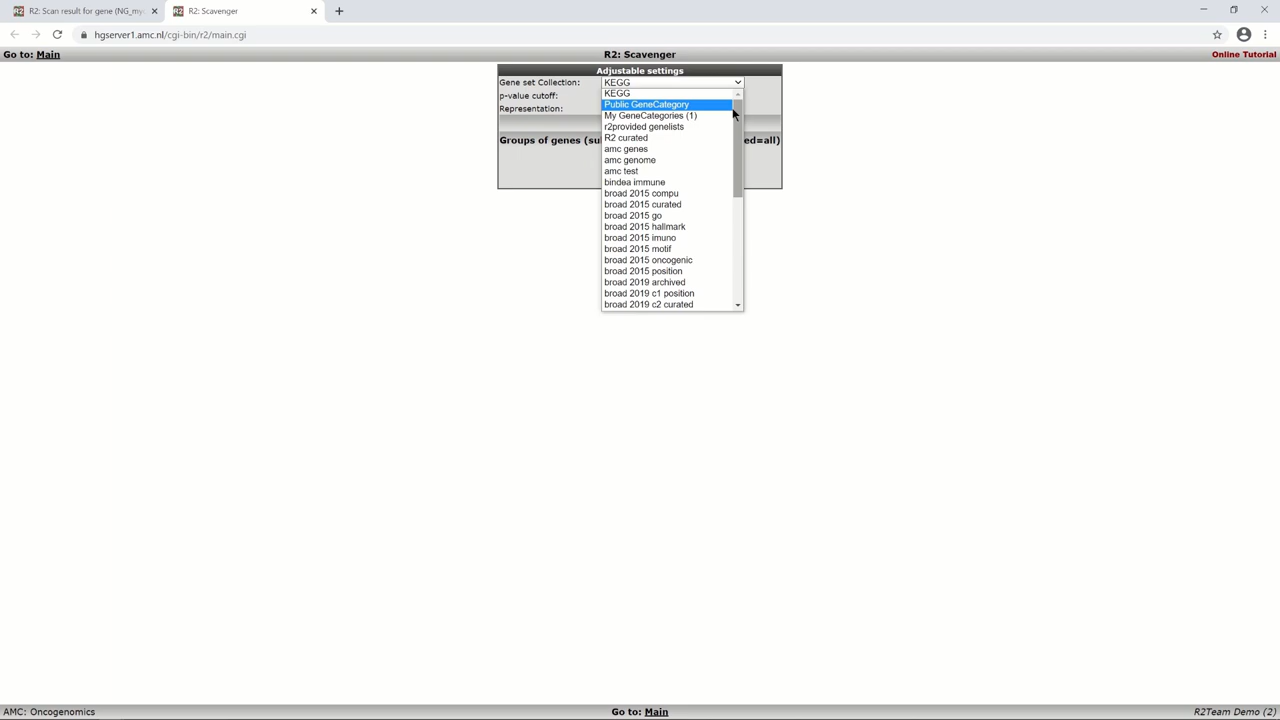 R2: Scan result for gene (NG_my
R2: Scavenger
hgserver1.amc.nl/cgi-bin/r2/main.cgi
Go to: Main
R2: Scavenger
Online Tutorial
Adjustable settings
Gene set Collection:
KEGG
p-value cutoff:
Representation:
Groups of genes (su
ed=all)
KEGG
Public GeneCategory
My GeneCategories (1)
r2provided genelists
R2 curated
amc genes
amc genome
amc test
bindea immune
broad 2015 compu
broad 2015 curated
broad 2015 go
broad 2015 hallmark
broad 2015 imuno
broad 2015 motif
broad 2015 oncogenic
broad 2015 position
broad 2019 archived
broad 2019 c1 position
broad 2019 c2 curated
AMC: Oncogenomics
Go to: Main
R2Team Demo (2)